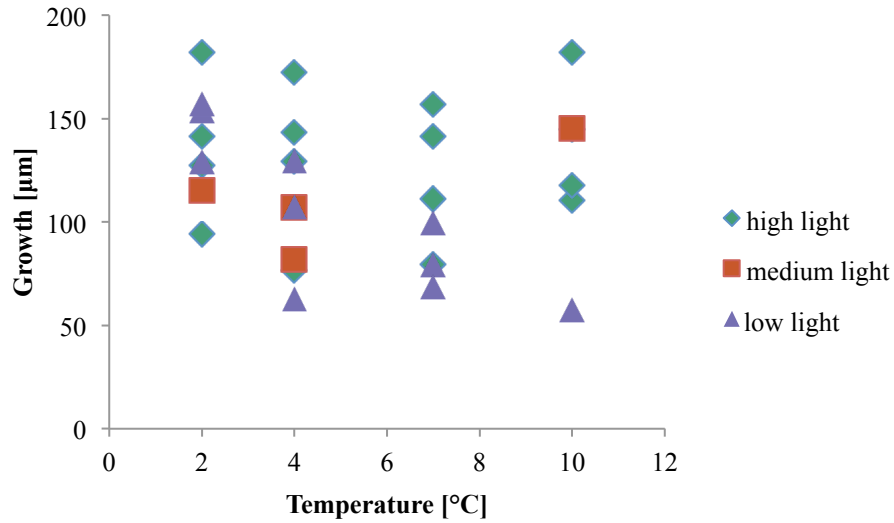 200
150
100
50
0
0 2 4 6 8 10 12
Growth [µm]
Temperature [°C]
high light
medium light
low light